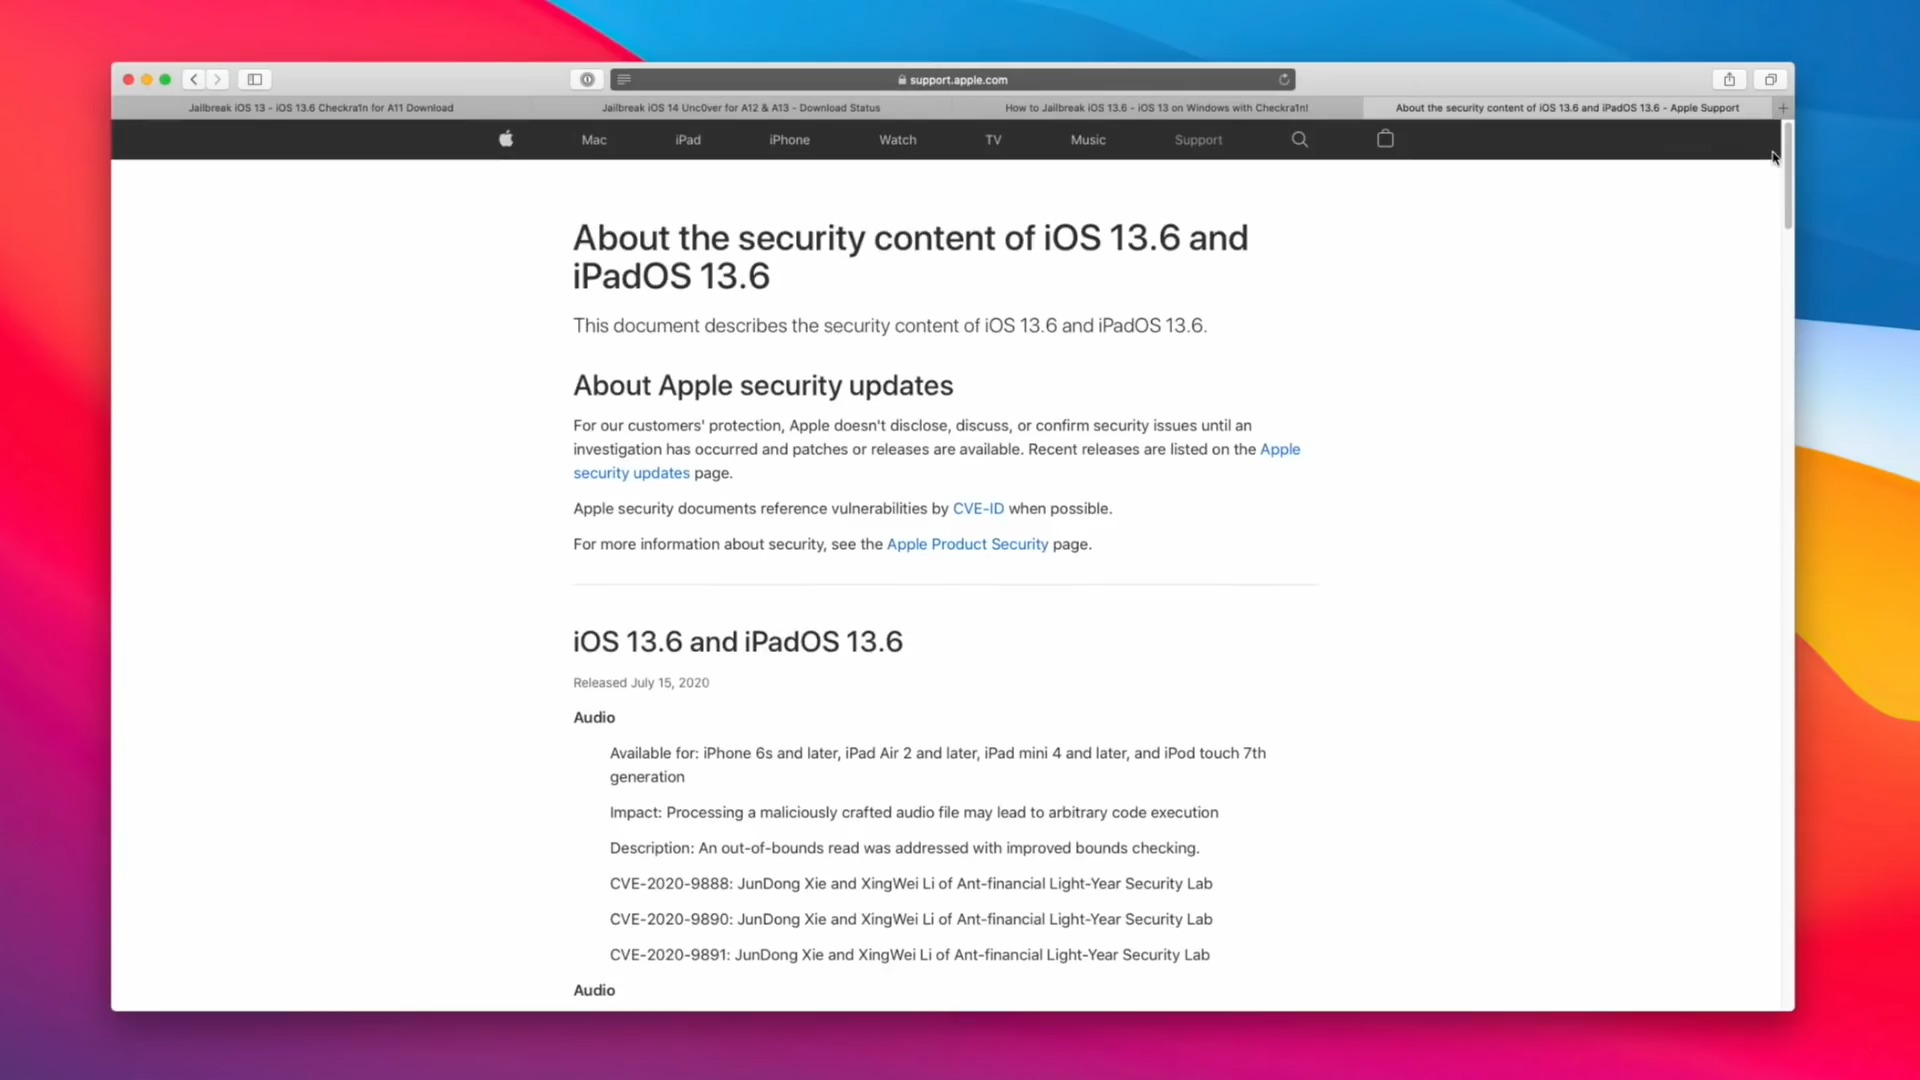 support.apple.com
Jailbreak iOS 13 - iOS 13.6 Checkra1n for A11 Download
Jailbreak iOS 14 Unc0ver for A12 & A13 - Download Status
How to Jailbreak iOS 13.6 - iOS 13 on Windows with Checkra1n!
About the security content of iOS 13.6 and iPadOS 13.6 - Apple Support
Mac
iPad
iPhone
Watch
TV
Music
Support
About the security content of iOS 13.6 and
iPadOS 13.6
This document describes the security content of iOS 13.6 and iPadOS 13.6.
About Apple security updates
For our customers' protection, Apple doesn't disclose, discuss, or confirm security issues until an
investigation has occurred and patches or releases are available. Recent releases are listed on the Apple
security updates page.
Apple security documents reference vulnerabilities by CVE-ID when possible.
For more information about security, see the Apple Product Security page.
iOS 13.6 and iPadOS 13.6
Released July 15, 2020
Audio
Available for: iPhone 6s and later, iPad Air 2 and later, iPad mini 4 and later, and iPod touch 7th
generation
Impact: Processing a maliciously crafted audio file may lead to arbitrary code execution
Description: An out-of-bounds read was addressed with improved bounds checking.
CVE-2020-9888: JunDong Xie and XingWei Li of Ant-financial Light-Year Security Lab
CVE-2020-9890: JunDong Xie and XingWei Li of Ant-financial Light-Year Security Lab
CVE-2020-9891: JunDong Xie and XingWei Li of Ant-financial Light-Year Security Lab
Audio